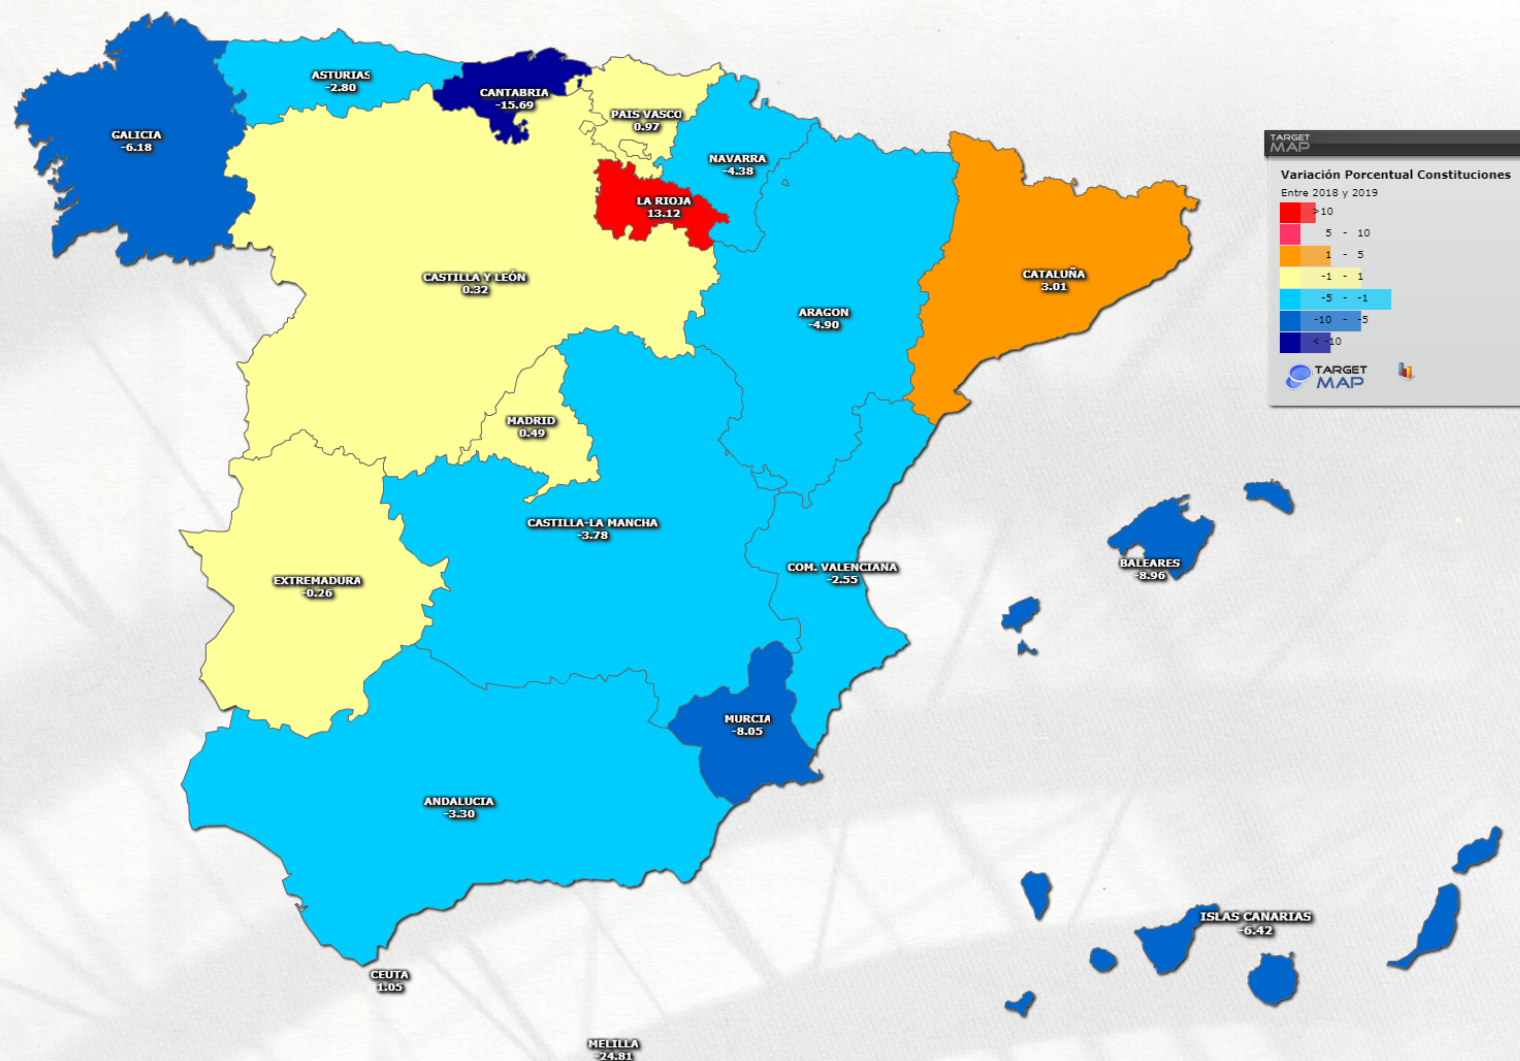 ASTURIAS
-2.80
CANTABRIA
-15.69
GALICIA
-6.18
PAIS VASCO
0.97
NAVARRA
-4.38
LA RIOJA
13.12
CASTILLA Y LEÓN
0.32
CATALUÑA
3.01
ARAGON
-4.90
MADRID
0.49
CASTILLA-LA MANCHA
-3.78
COM. VALENCIANA
-2.55
EXTREMADURA
-0.26
BALEARES
-8.96
MURCIA
-8.05
ANDALUCIA
-3.30
ISLAS CANARIAS
-6.42
CEUTA
1.05
MELILLA
-24.81
TARGET
MAP
Variación Porcentual Constituciones
Entre 2018 y 2019
>10
5 - 10
1 - 5
-1 - 1
-5 - -1
-10 - -5
< -10
TARGET
MAP